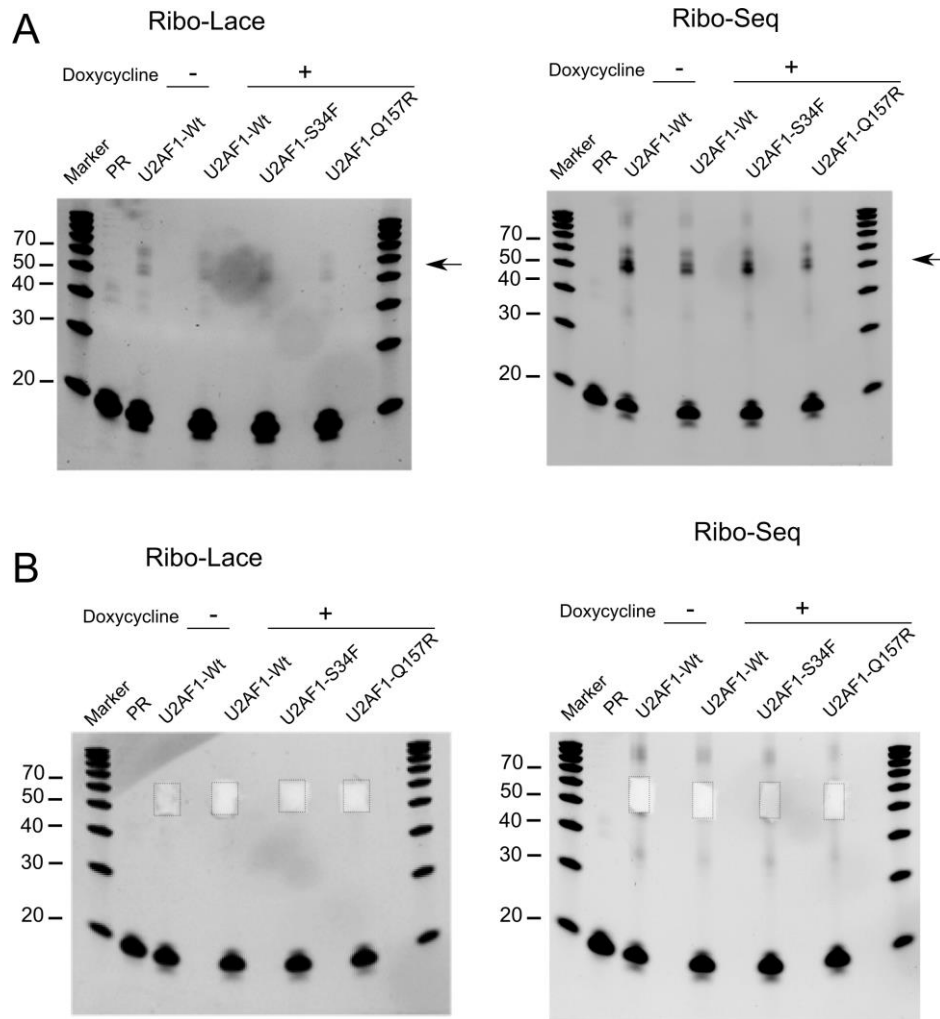 A
Ribo-Lace
Ribo-Seq
Doxycycline - +
Doxycycline - +
Marker PR U2AF1-Wt U2AF1-Wt U2AF1-S34F U2AF1-Q157R
Marker PR U2AF1-Wt U2AF1-Wt U2AF1-S34F U2AF1-Q157R
70
50
40
30
20
70
50
40
30
20
B
Ribo-Lace
Ribo-Seq
Doxycycline - +
Doxycycline - +
Marker PR U2AF1-Wt U2AF1-Wt U2AF1-S34F U2AF1-Q157R
Marker PR U2AF1-Wt U2AF1-Wt U2AF1-S34F U2AF1-Q157R
70
50
40
30
20
70
50
40
30
20